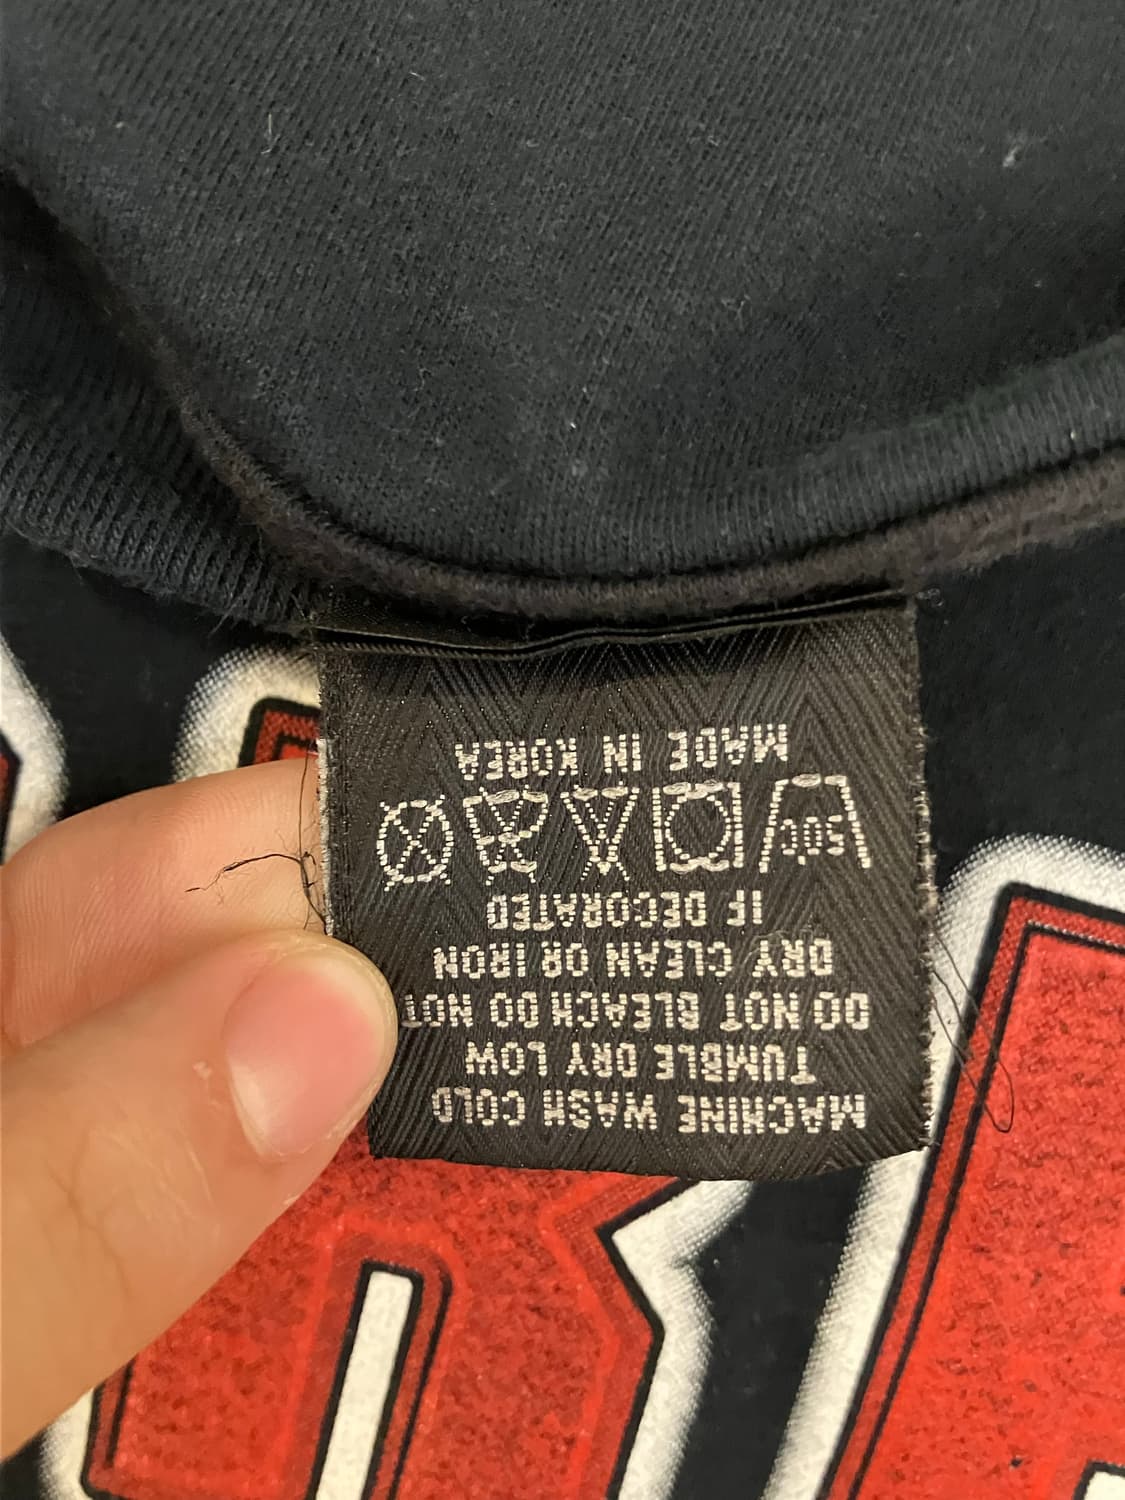 MACHINE WASH COLD
TUMBLE DRY LOW
DO NOT BLEACH DO NOT
DRY CLEAN OR IRON
IF DECORATED
50C
MADE IN KOREA